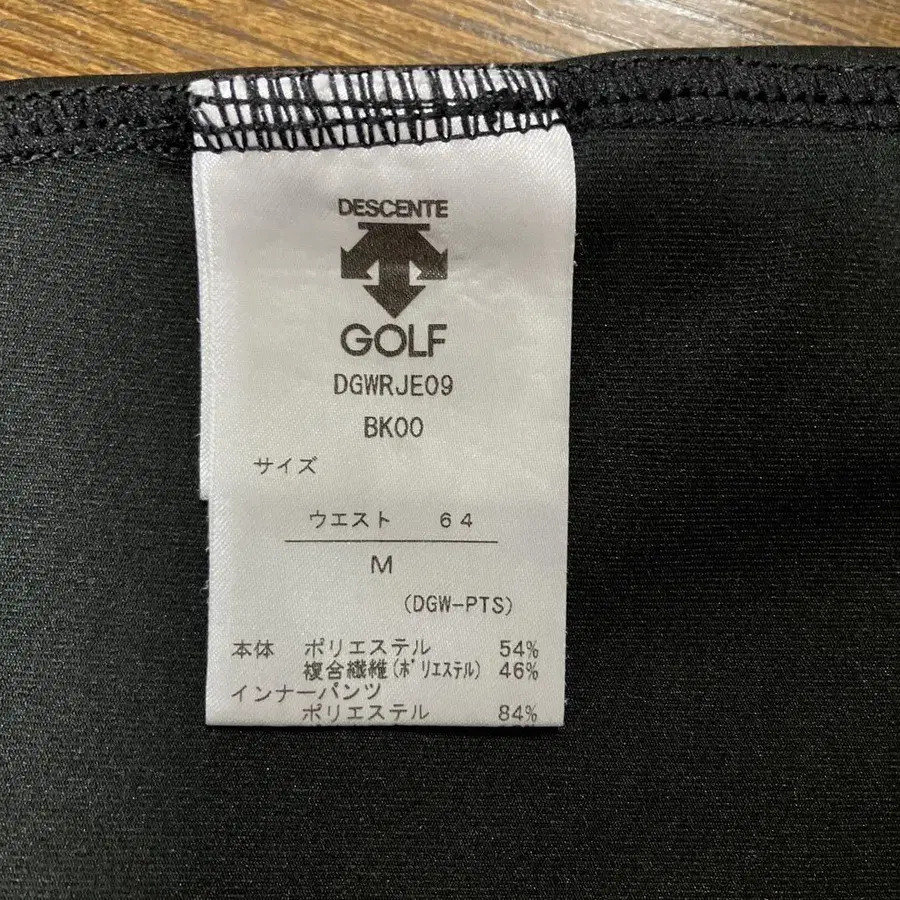 DESCENTE
GOLF
DGWRJE09
BK00
サイズ
ウエスト 64
M
(DGW-PTS)
本体 ポリエステル 54%
複合繊維(ﾎﾟﾘｴｽﾃﾙ) 46%
インナーパンツ
ポリエステル 84%